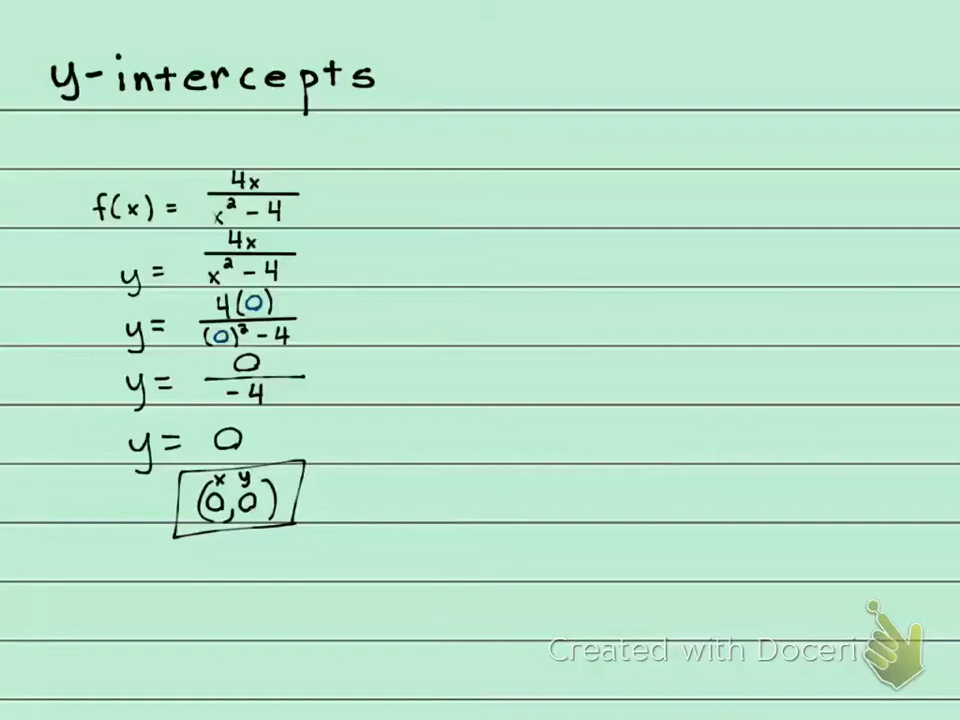 y-intercepts
f(x) = 4x / x² - 4
y = 4x / x² - 4
y = 4(0) / (0)² - 4
y = 0 / -4
y = 0
x y
(0,0)
Created with Doceri